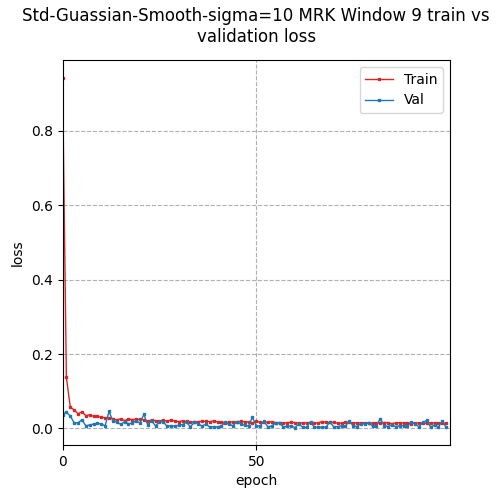 Std-Guassian-Smooth-sigma=10 MRK Window 9 train vs
validation loss
Train
Val
loss
0.8
0.6
0.4
0.2
0.0
0
50
epoch